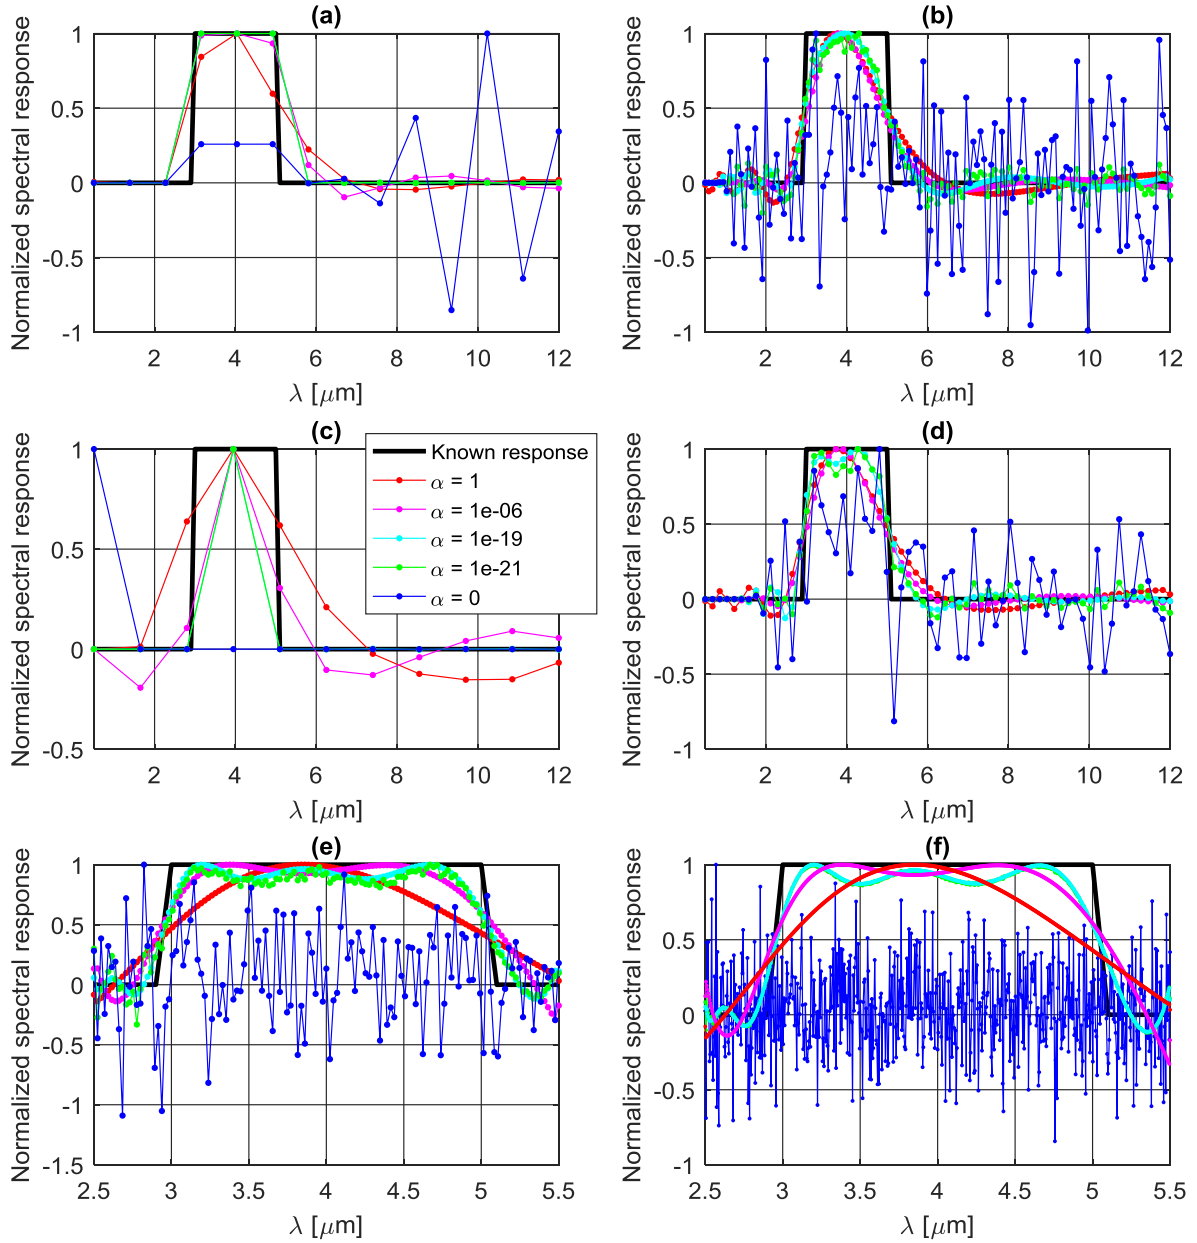 (a)
Normalized spectral response
1
0.5
0
-0.5
-1
2 4 6 8 10 12
λ [μm]
(b)
Normalized spectral response
1
0.5
0
-0.5
-1
2 4 6 8 10 12
λ [μm]
(c)
Normalized spectral response
1
0.5
0
-0.5
2 4 6 8 10 12
λ [μm]
Known response
α = 1
α = 1e-06
α = 1e-19
α = 1e-21
α = 0
(d)
Normalized spectral response
1
0.5
0
-0.5
-1
2 4 6 8 10 12
λ [μm]
(e)
Normalized spectral response
1
0.5
0
-0.5
-1
-1.5
2.5 3 3.5 4 4.5 5 5.5
λ [μm]
(f)
Normalized spectral response
1
0.5
0
-0.5
-1
2.5 3 3.5 4 4.5 5 5.5
λ [μm]